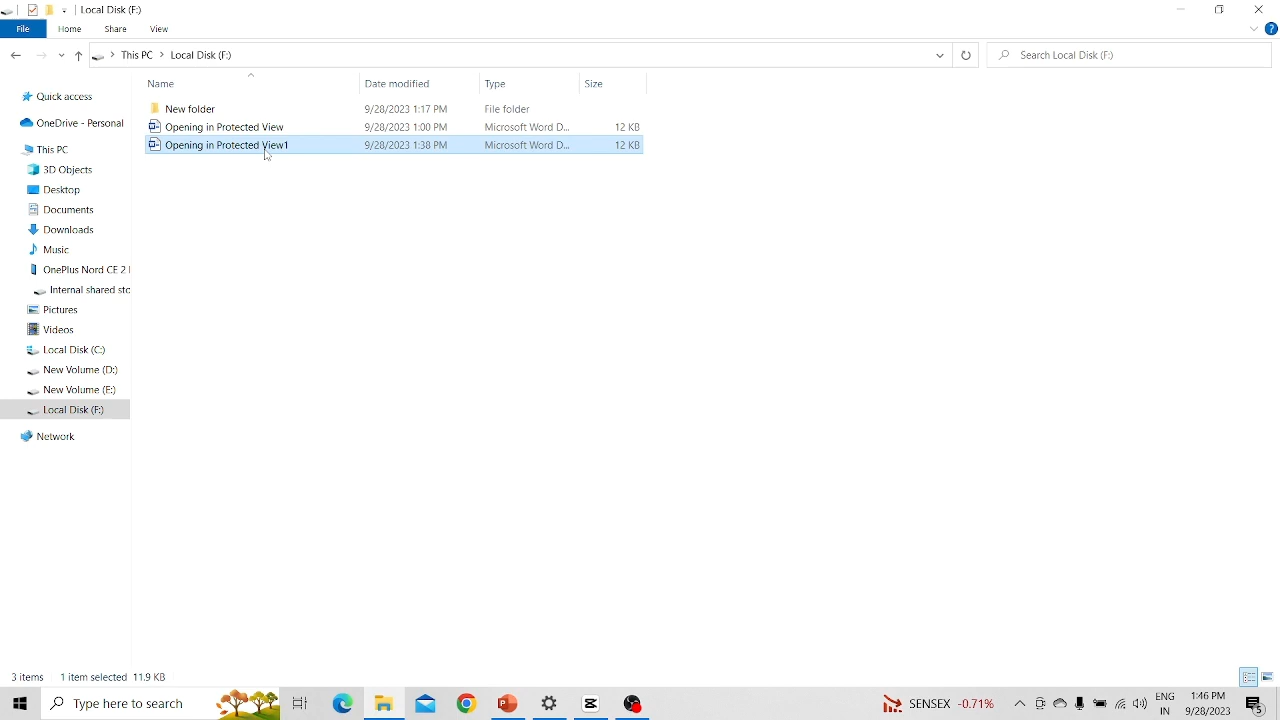 Local Disk (F:)
File Home Share View
This PC Local Disk (F:) Search Local Disk (F:)
Name Date modified Type Size
New folder 9/28/2023 1:17 PM File folder
Opening in Protected View 9/28/2023 1:00 PM Microsoft Word D... 12 KB
Opening in Protected View1 9/28/2023 1:38 PM Microsoft Word D... 12 KB
Quick access
OneDrive - Personal
This PC
3D Objects
Desktop
Documents
Downloads
Music
OnePlus Nord CE 2
Internal shared sto
Pictures
Videos
Local Disk (C:)
New Volume (D:)
New Volume (E:)
Local Disk (F:)
Network
3 items 1 item selected 11.9 KB
Type here to search SENSEX -0.71% ENG IN 1:46 PM 9/28/2023 5